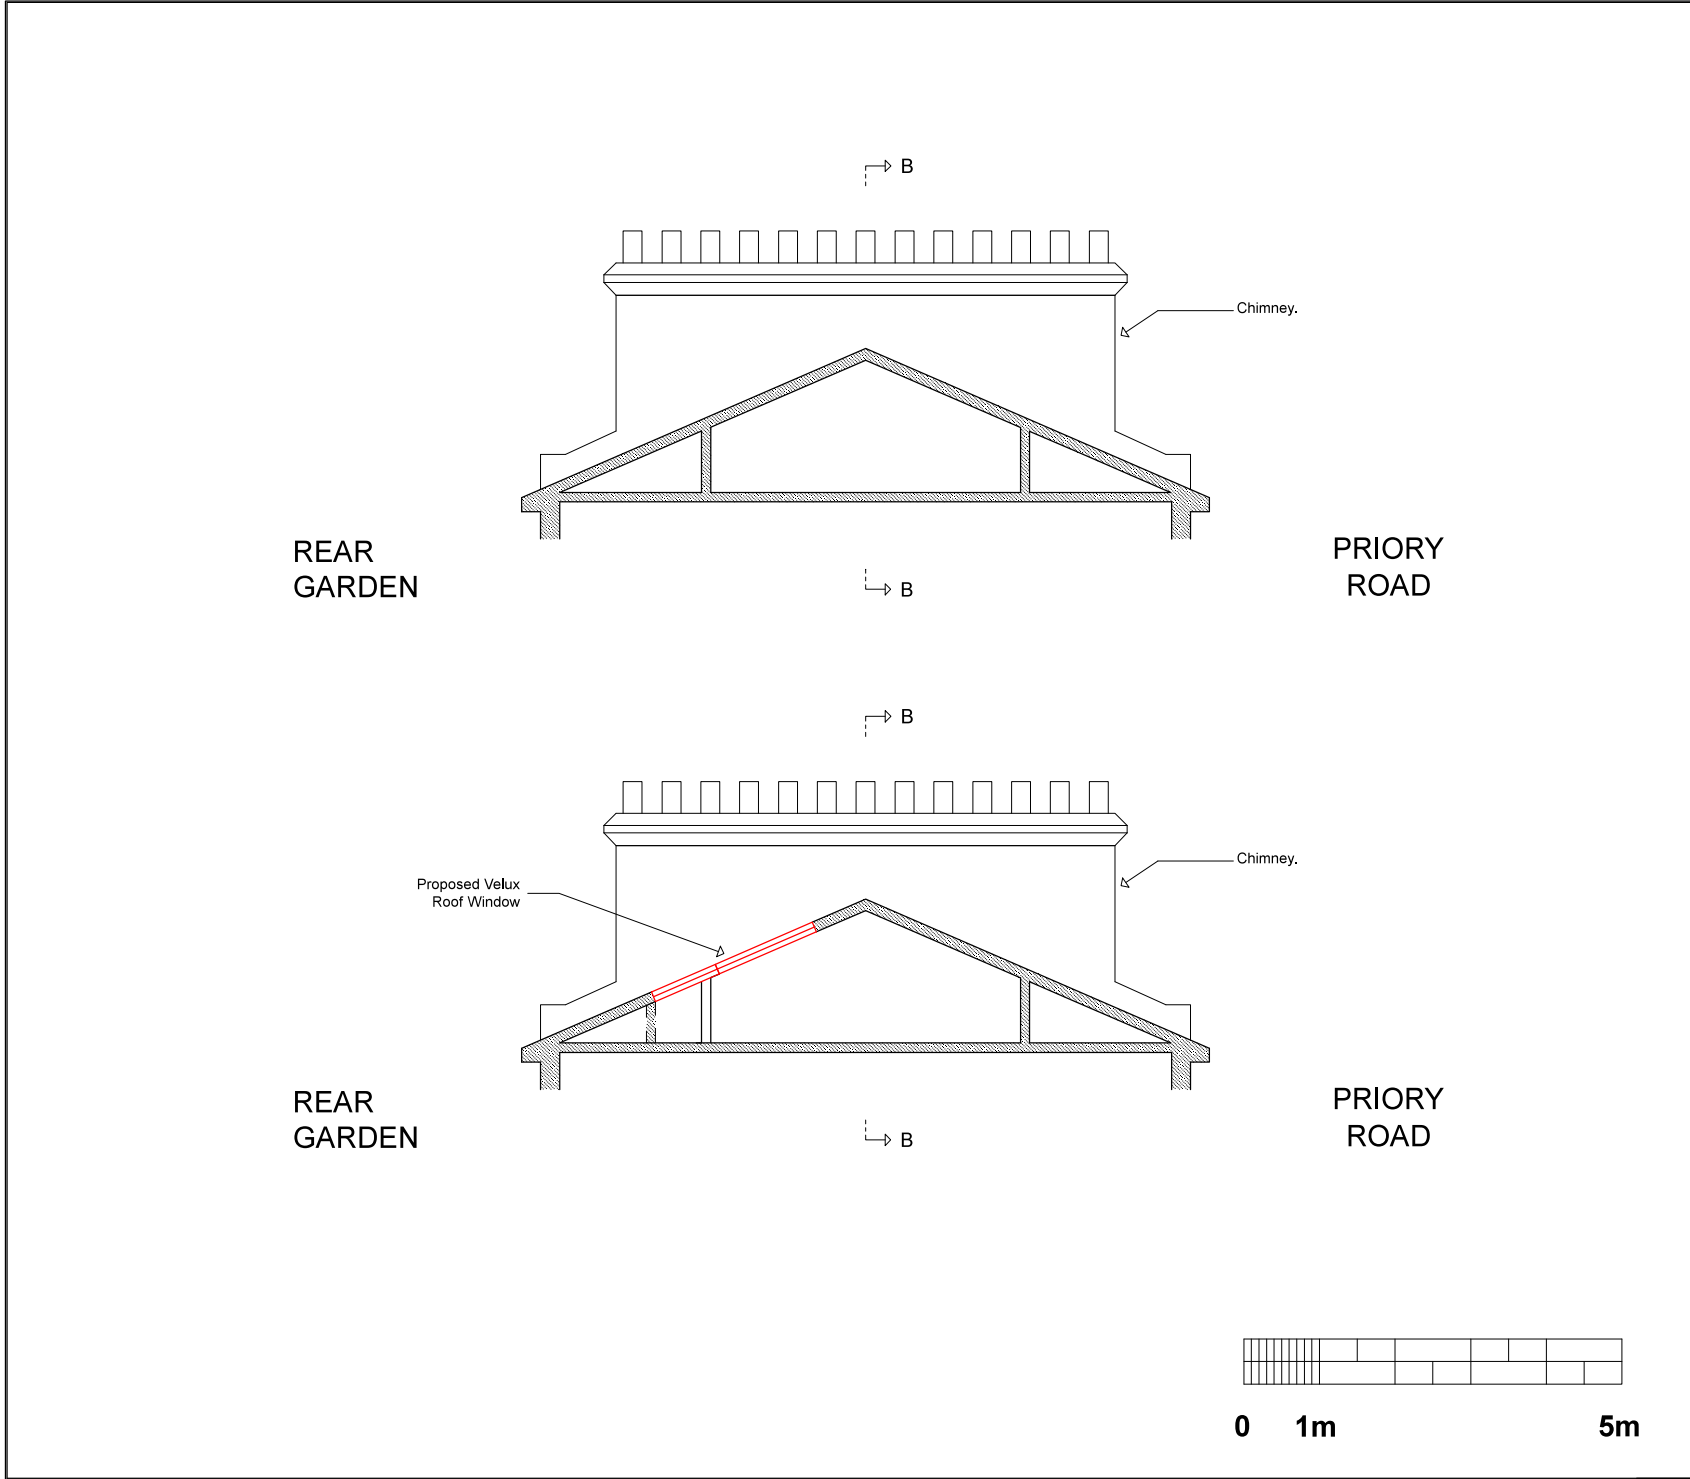 B
Chimney.
REAR
GARDEN
PRIORY
ROAD
B
B
Chimney.
Proposed Velux
Roof Window
REAR
GARDEN
PRIORY
ROAD
B
0 1m 5m